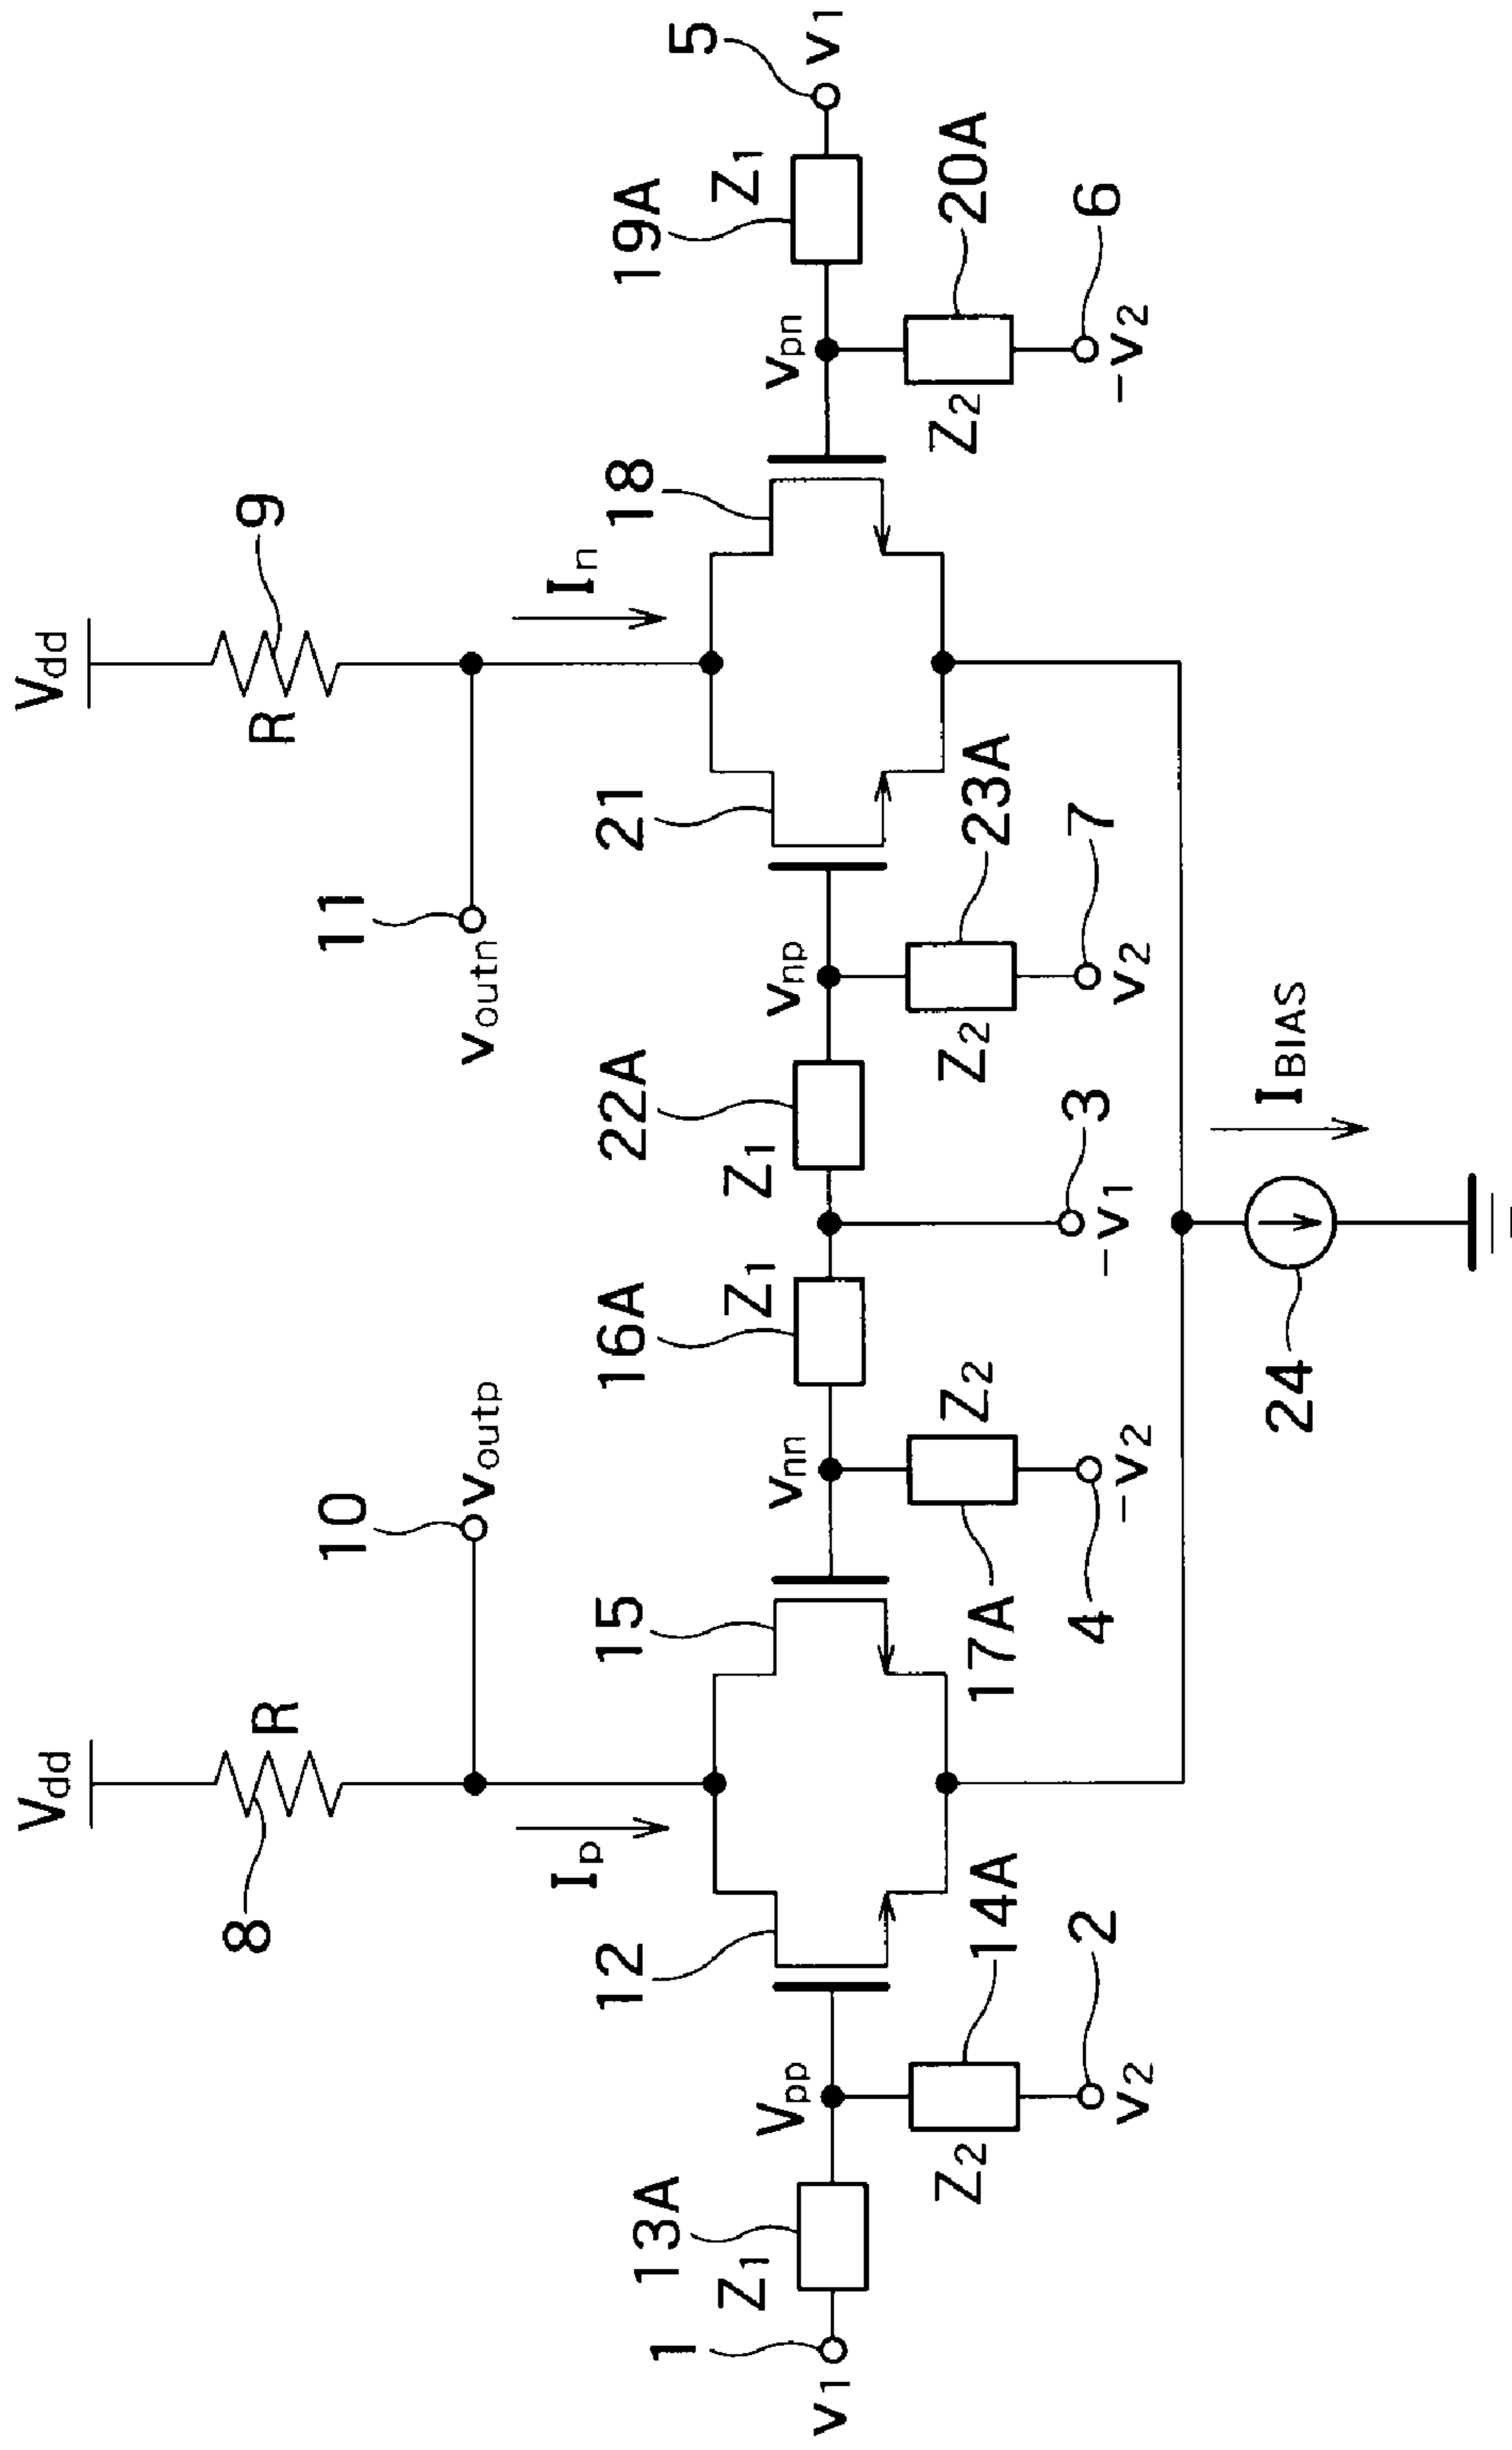 Vdd
Vdd
8
R
R
9
10
voutp
11
voutn
Ip
In
12
15
21
18
13A
Z1
16A
Z1
22A
Z1
19A
Z1
1
v1
Vpp
vnn
vnp
vpn
5
v1
Z2
14A
17A
Z2
Z2
23A
Z2
20A
2
v2
4
-v2
3
-v1
7
v2
6
-v2
24
IBIAS